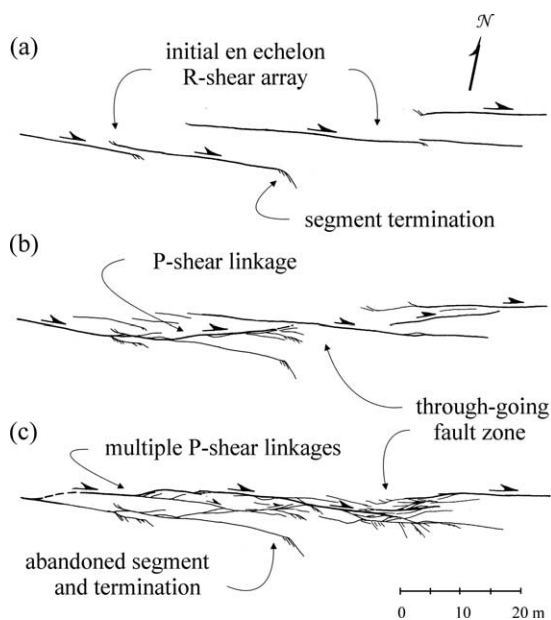 (a)
initial en echelon
R-shear array
N
segment termination
(b)
P-shear linkage
through-going
fault zone
(c)
multiple P-shear linkages
abandoned segment
and termination
0 10 20 m